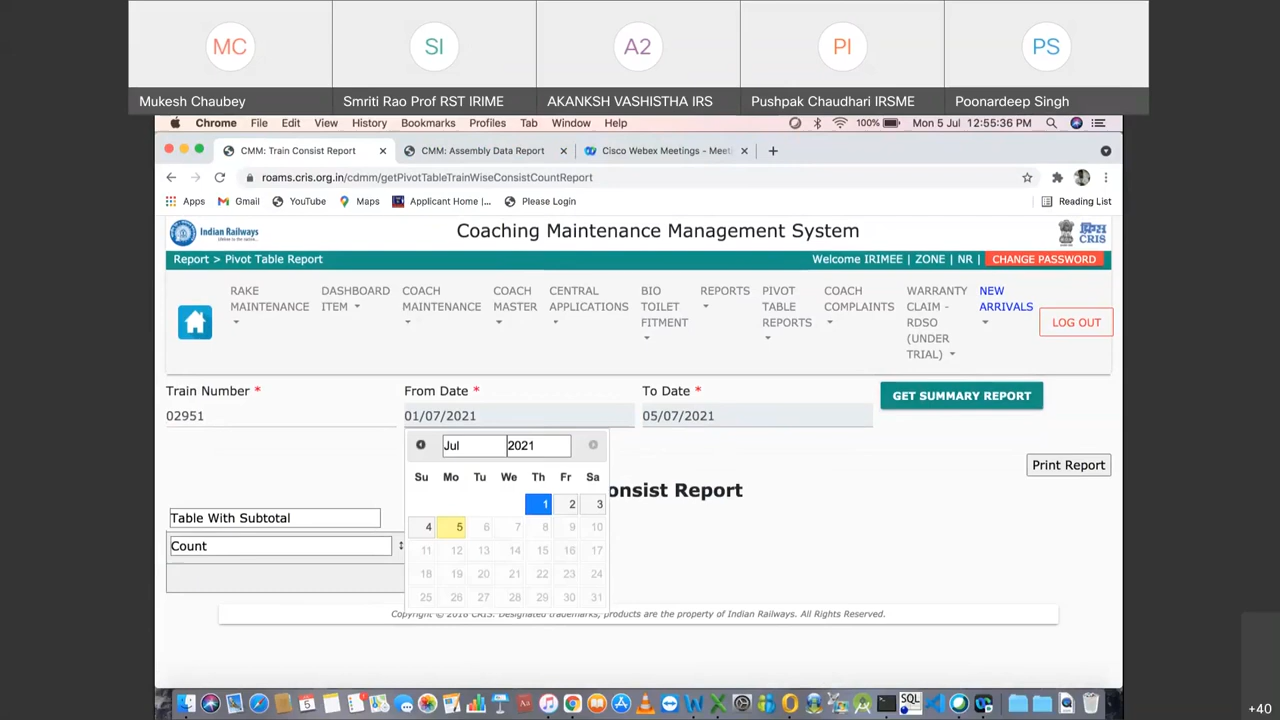 MC
SI
A2
PI
PS
Mukesh Chaubey
Smriti Rao Prof RST IRIME
AKANKSH VASHISTHA IRS
Pushpak Chaudhari IRSME
Poonardeep Singh
Chrome File Edit View History Bookmarks Profiles Tab Window Help
100% Mon 5 Jul 12:55:36 PM
CMM: Train Consist Report
CMM: Assembly Data Report
Cisco Webex Meetings - Meeti
roams.cris.org.in/cdmm/getPivotTableTrainWiseConsistCountReport
Apps Gmail YouTube Maps Applicant Home |... Please Login Reading List
Indian Railways
Coaching Maintenance Management System
CRIS
Report > Pivot Table Report
Welcome IRIMEE | ZONE | NR | CHANGE PASSWORD
RAKE MAINTENANCE
DASHBOARD ITEM
COACH MAINTENANCE
COACH MASTER
CENTRAL APPLICATIONS
BIO TOILET FITMENT
REPORTS
PIVOT TABLE REPORTS
COACH COMPLAINTS
WARRANTY CLAIM - RDSO (UNDER TRIAL)
NEW ARRIVALS
LOG OUT
Train Number * From Date * To Date *
GET SUMMARY REPORT
02951 01/07/2021 05/07/2021
Jul 2021
Print Report
Su Mo Tu We Th Fr Sa
onsist Report
1 2 3
Table With Subtotal
4 5 6 7 8 9 10
Count
11 12 13 14 15 16 17
18 19 20 21 22 23 24
25 26 27 28 29 30 31
Copyright © 2018 CRIS. Designated trademarks, products are the property of Indian Railways. All Rights Reserved.
5
SQL
+40